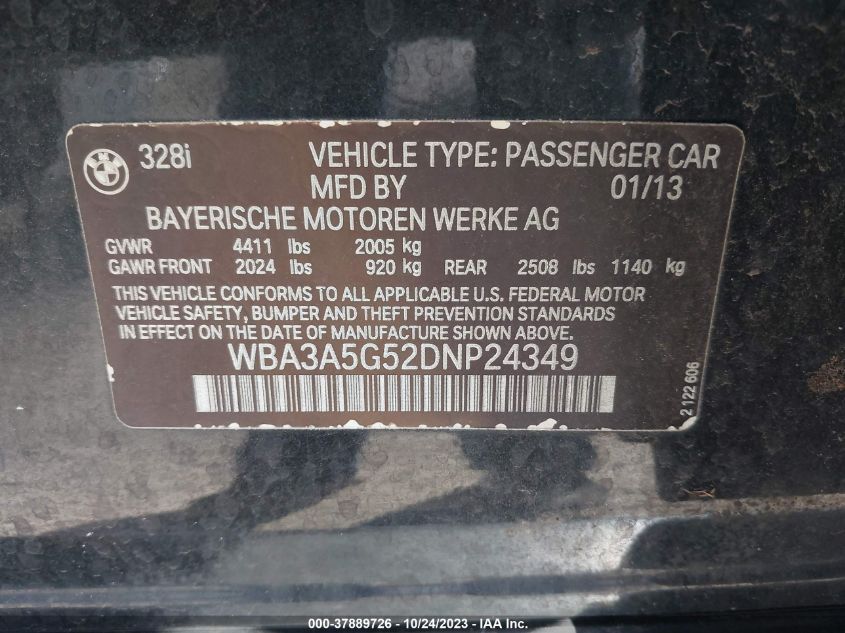 BMW
328i VEHICLE TYPE: PASSENGER CAR
MFD BY 01/13
BAYERISCHE MOTOREN WERKE AG
GVWR 4411 lbs 2005 kg
GAWR FRONT 2024 lbs 920 kg REAR 2508 lbs 1140 kg
THIS VEHICLE CONFORMS TO ALL APPLICABLE U.S. FEDERAL MOTOR
VEHICLE SAFETY, BUMPER AND THEFT PREVENTION STANDARDS
IN EFFECT ON THE DATE OF MANUFACTURE SHOWN ABOVE.
WBA3A5G52DNP24349
2 122 606
000-37889726 - 10/24/2023 - IAA Inc.